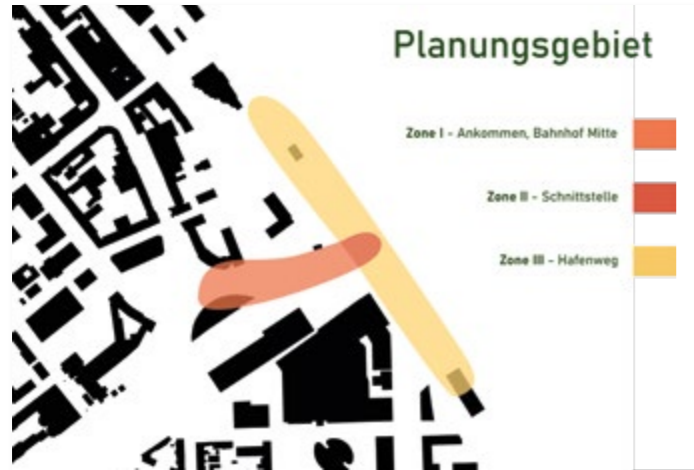 Planungsgebiet
Zone I - Ankommen, Bahnhof Mitte
Zone II - Schnittstelle
Zone III - Hafenweg